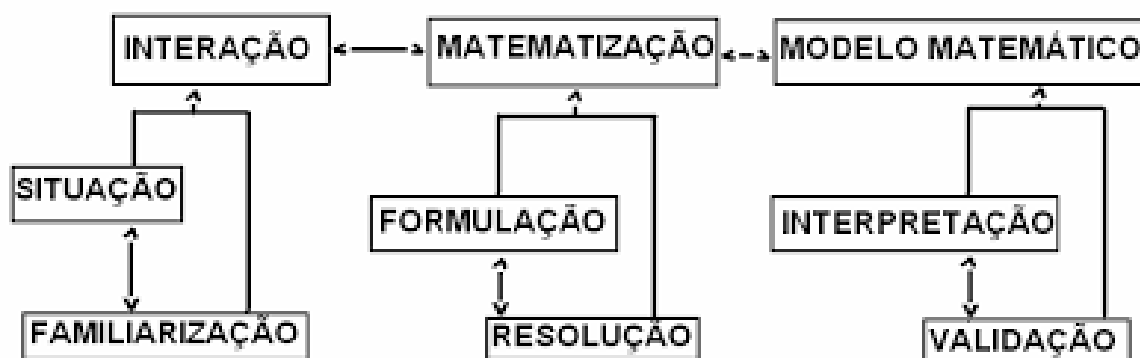 INTERAÇÃO
MATEMATIZAÇÃO
MODELO MATEMÁTICO
SITUAÇÃO
FORMULAÇÃO
INTERPRETAÇÃO
FAMILIARIZAÇÃO
RESOLUÇÃO
VALIDAÇÃO